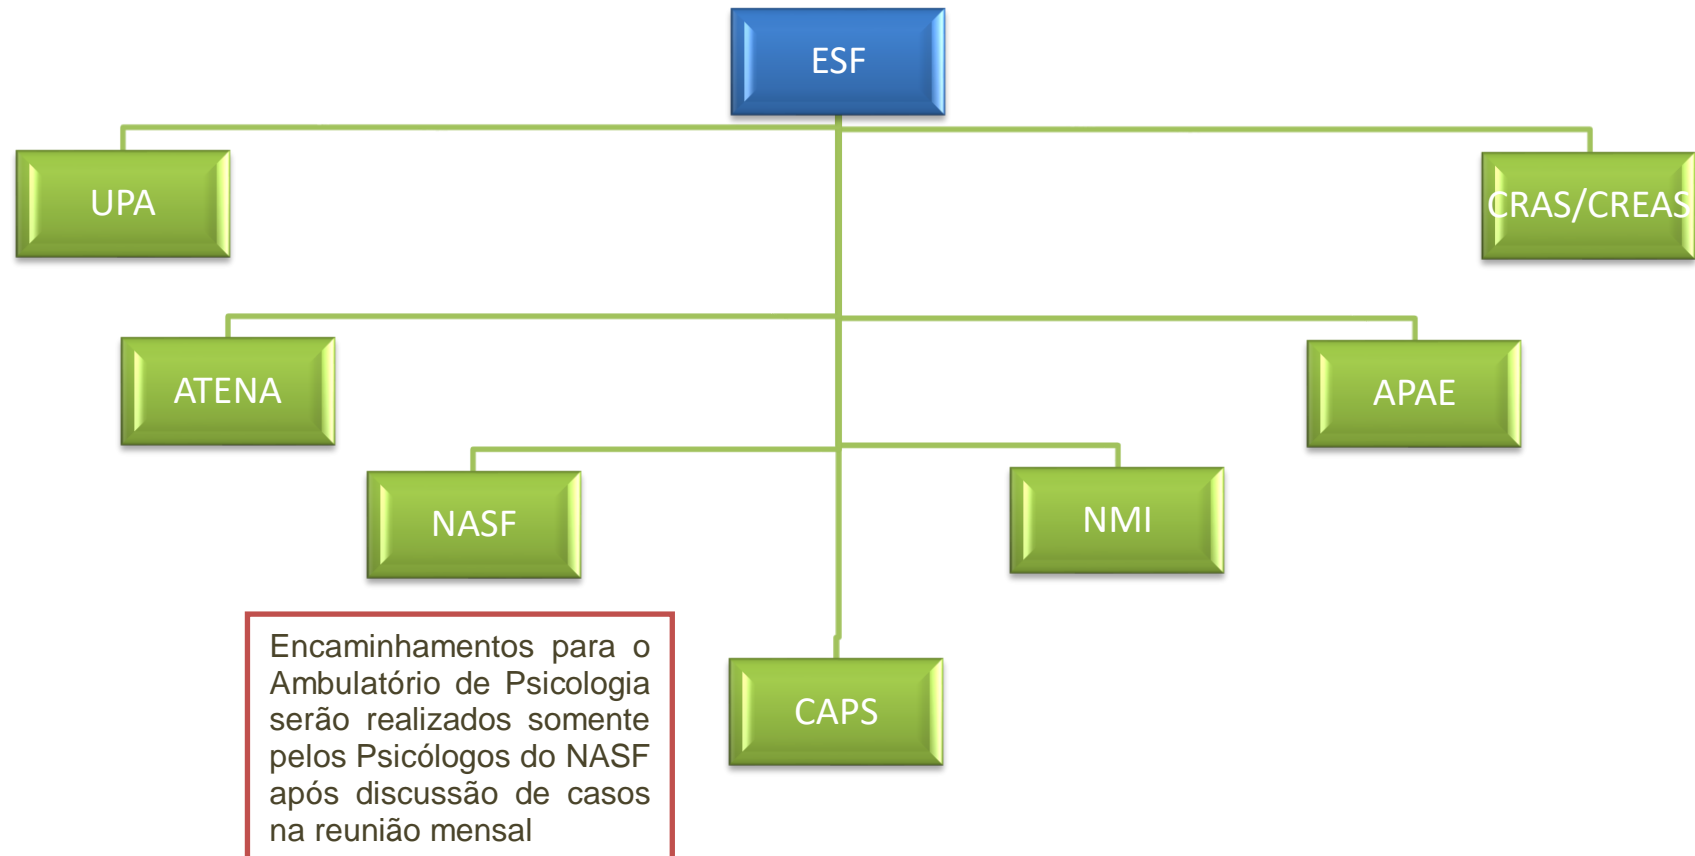 ESF
UPA
CRAS/CREAS
ATENA
APAE
NASF
NMI
Encaminhamentos para o
Ambulatório de Psicologia
serão realizados somente
pelos Psicólogos do NASF
após discussão de casos
na reunião mensal
CAPS